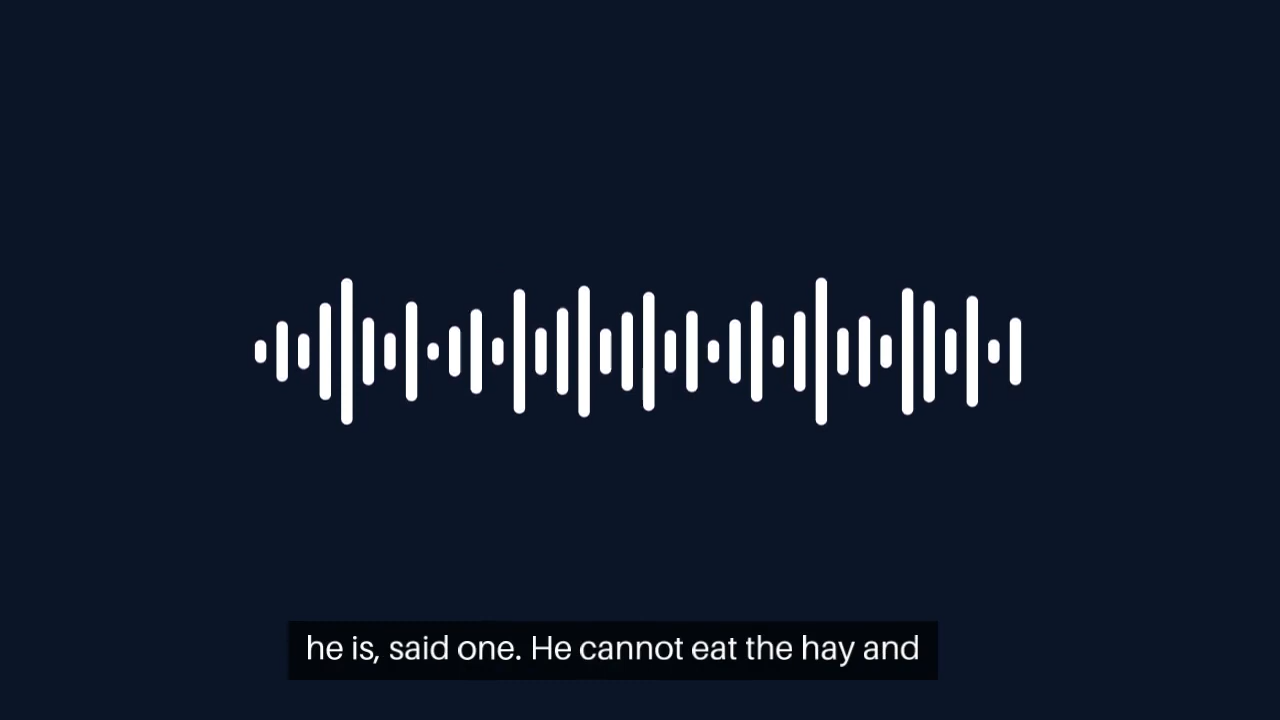 he is, said one. He cannot eat the hay and